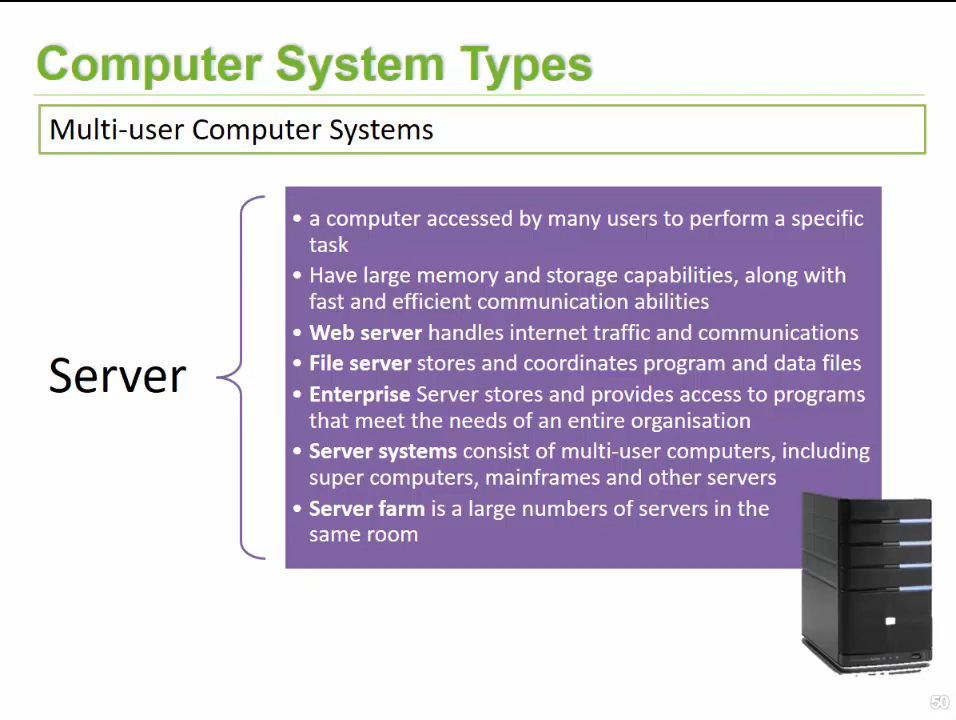 Computer System Types
Multi-user Computer Systems
Server
• a computer accessed by many users to perform a specific
task
• Have large memory and storage capabilities, along with
fast and efficient communication abilities
• Web server handles internet traffic and communications
• File server stores and coordinates program and data files
• Enterprise Server stores and provides access to programs
that meet the needs of an entire organisation
• Server systems consist of multi-user computers, including
super computers, mainframes and other servers
• Server farm is a large numbers of servers in the
same room
50